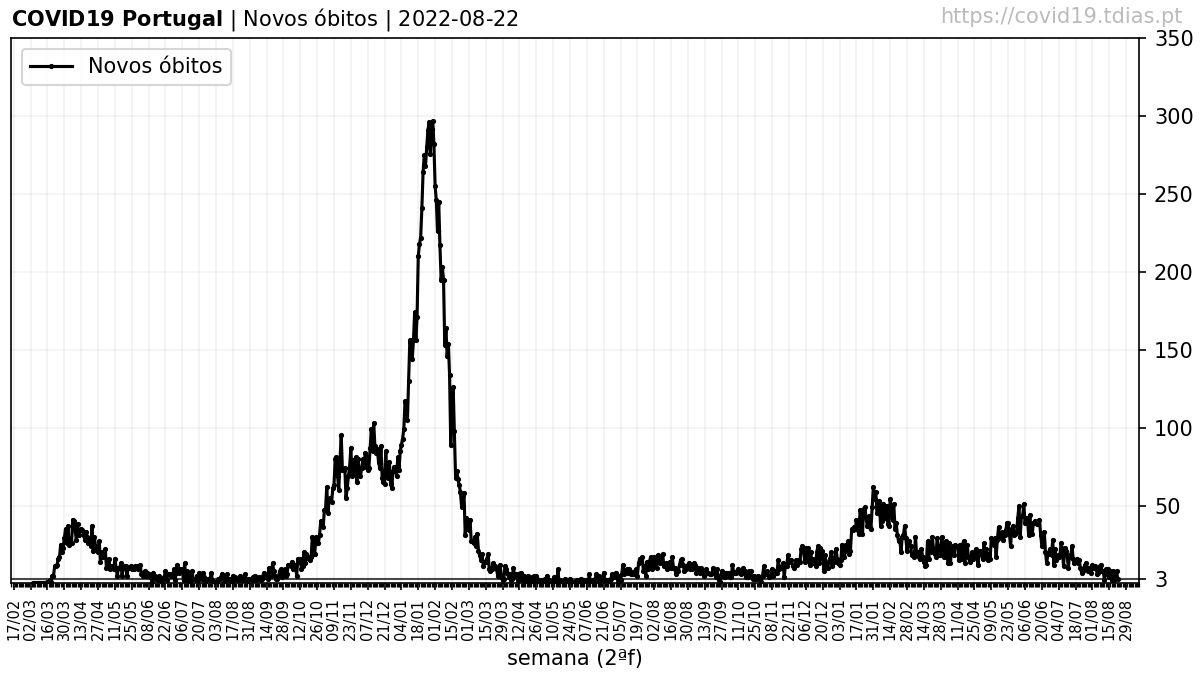 COVID19 Portugal | Novos óbitos | 2022-08-22
https://covid19.tdias.pt
Novos óbitos
350
300
250
200
150
100
50
3
17/02 02/03 16/03 30/03 13/04 27/04 11/05 25/05 08/06 22/06 06/07 20/07 03/08 17/08 31/08 14/09 28/09 12/10 26/10 09/11 23/11 07/12 21/12 04/01 18/01 01/02 15/02 01/03 15/03 29/03 12/04 26/04 10/05 24/05 07/06 21/06 05/07 19/07 02/08 16/08 30/08 13/09 27/09 11/10 25/10 08/11 22/11 06/12 20/12 03/01 17/01 31/01 14/02 28/02 14/03 28/03 11/04 25/04 09/05 23/05 06/06 20/06 04/07 18/07 01/08 15/08 29/08
semana (2ªf)